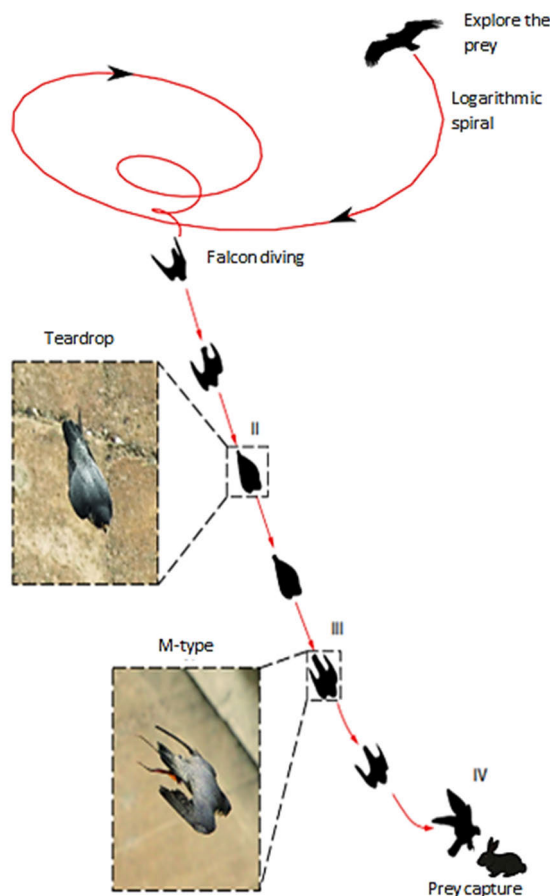 Explore the
prey
Logarithmic
spiral
Falcon diving
Teardrop
II
III
M-type
IV
Prey capture